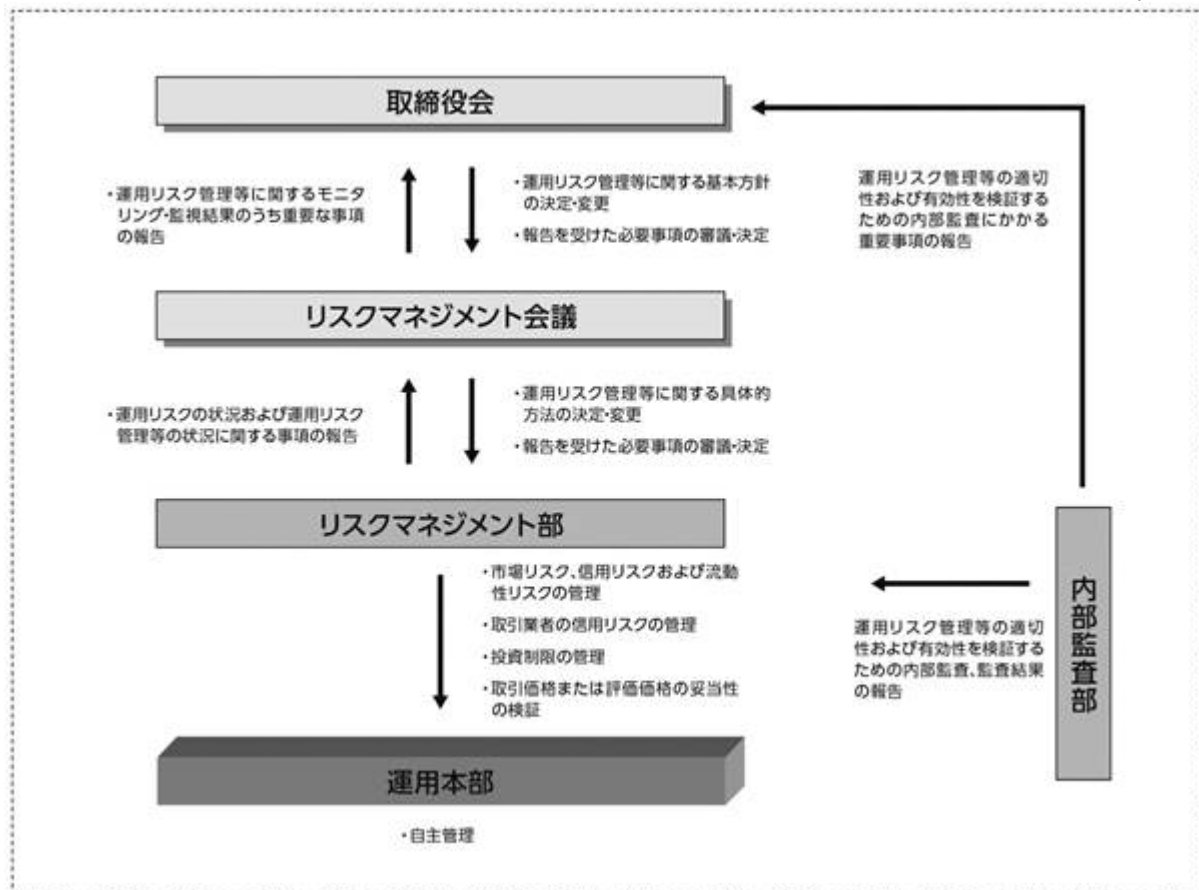 取締役会
・運用リスク管理等に関するモニタ
リング・監視結果のうち重要な事項
の報告
・運用リスク管理等に関する基本方針
の決定・変更
・報告を受けた必要事項の審議・決定
運用リスク管理等の適切
性および有効性を検証す
るための内部監査にかかる
重要事項の報告
リスクマネジメント会議
・運用リスクの状況および運用リスク
管理等の状況に関する事項の報告
・運用リスク管理等に関する具体的
方法の決定・変更
・報告を受けた必要事項の審議・決定
リスクマネジメント部
・市場リスク、信用リスクおよび流動
性リスクの管理
・取引業者の信用リスクの管理
・投資制限の管理
・取引価格または評価価格の妥当性
の検証
運用リスク管理等の適切
性および有効性を検証する
ための内部監査、監査結果
の報告
内部監査部
運用本部
・自主管理